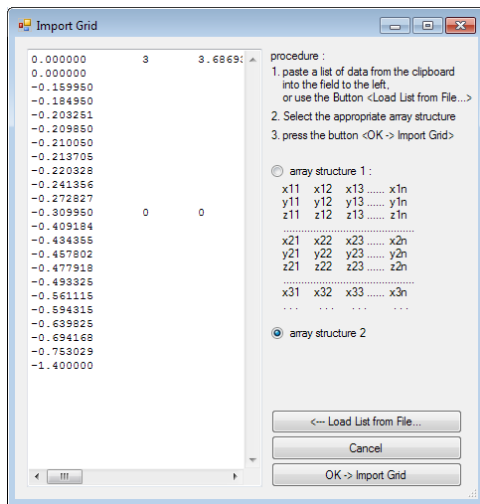 Import Grid
0.000000 3 3.6869
0.000000
-0.159950
-0.184950
-0.203251
-0.209850
-0.210050
-0.213705
-0.220328
-0.241356
-0.272827
-0.309950 0 0
-0.409184
-0.434355
-0.457802
-0.477918
-0.493325
-0.561115
-0.594315
-0.639825
-0.694168
-0.753029
-1.400000
procedure :
1. paste a list of data from the clipboard
into the field to the left,
or use the Button <Load List from File...>
2. Select the appropriate array structure
3. press the button <OK -> Import Grid>
array structure 1 :
x11 x12 x13 ...... x1n
y11 y12 y13 ...... y1n
z11 z12 z13 ...... z1n
x21 x22 x23 ...... x2n
y21 y22 y23 ...... y2n
z21 z22 z23 ...... z2n
x31 x32 x33 ...... x3n
array structure 2
<--- Load List from File...
Cancel
OK -> Import Grid